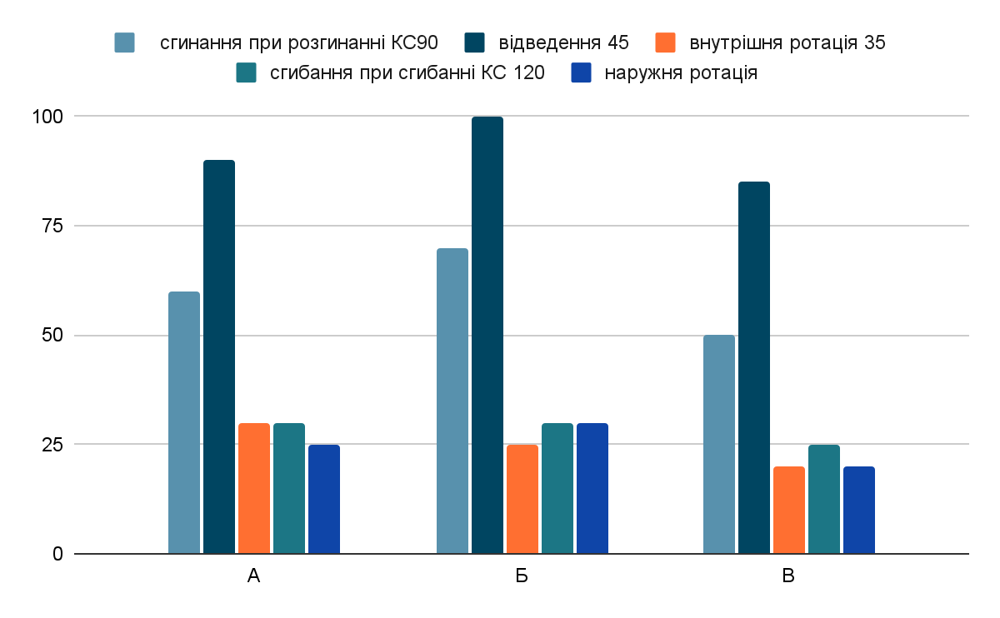 сгинання при розгинанні КС90 відведення 45 внутрішня ротація 35
сгибання при сгибанні КС 120 наружня ротація
100
75
50
25
0
А Б В